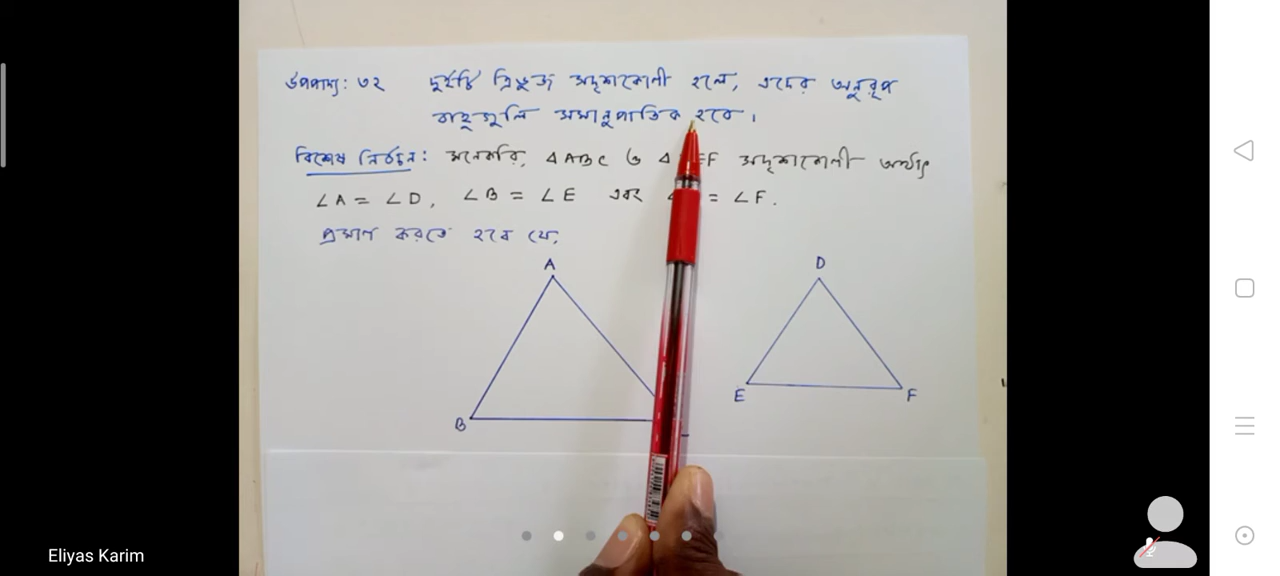 উপপাদ্য: ৩২ দুইটি ত্রিভুজ সদৃশকোণী হলে, এদের অনুরূপ
বাহুগুলি সমানুপাতিক হবে।
বিশেষ নির্বচন: মনেকরি, ΔABC ও Δ EF সদৃশকোণী অর্থাৎ
∠A = ∠D, ∠B = ∠E এবং ∠ = ∠F.
প্রমাণ করতে হবে যে,
A
D
E
F
B
Eliyas Karim